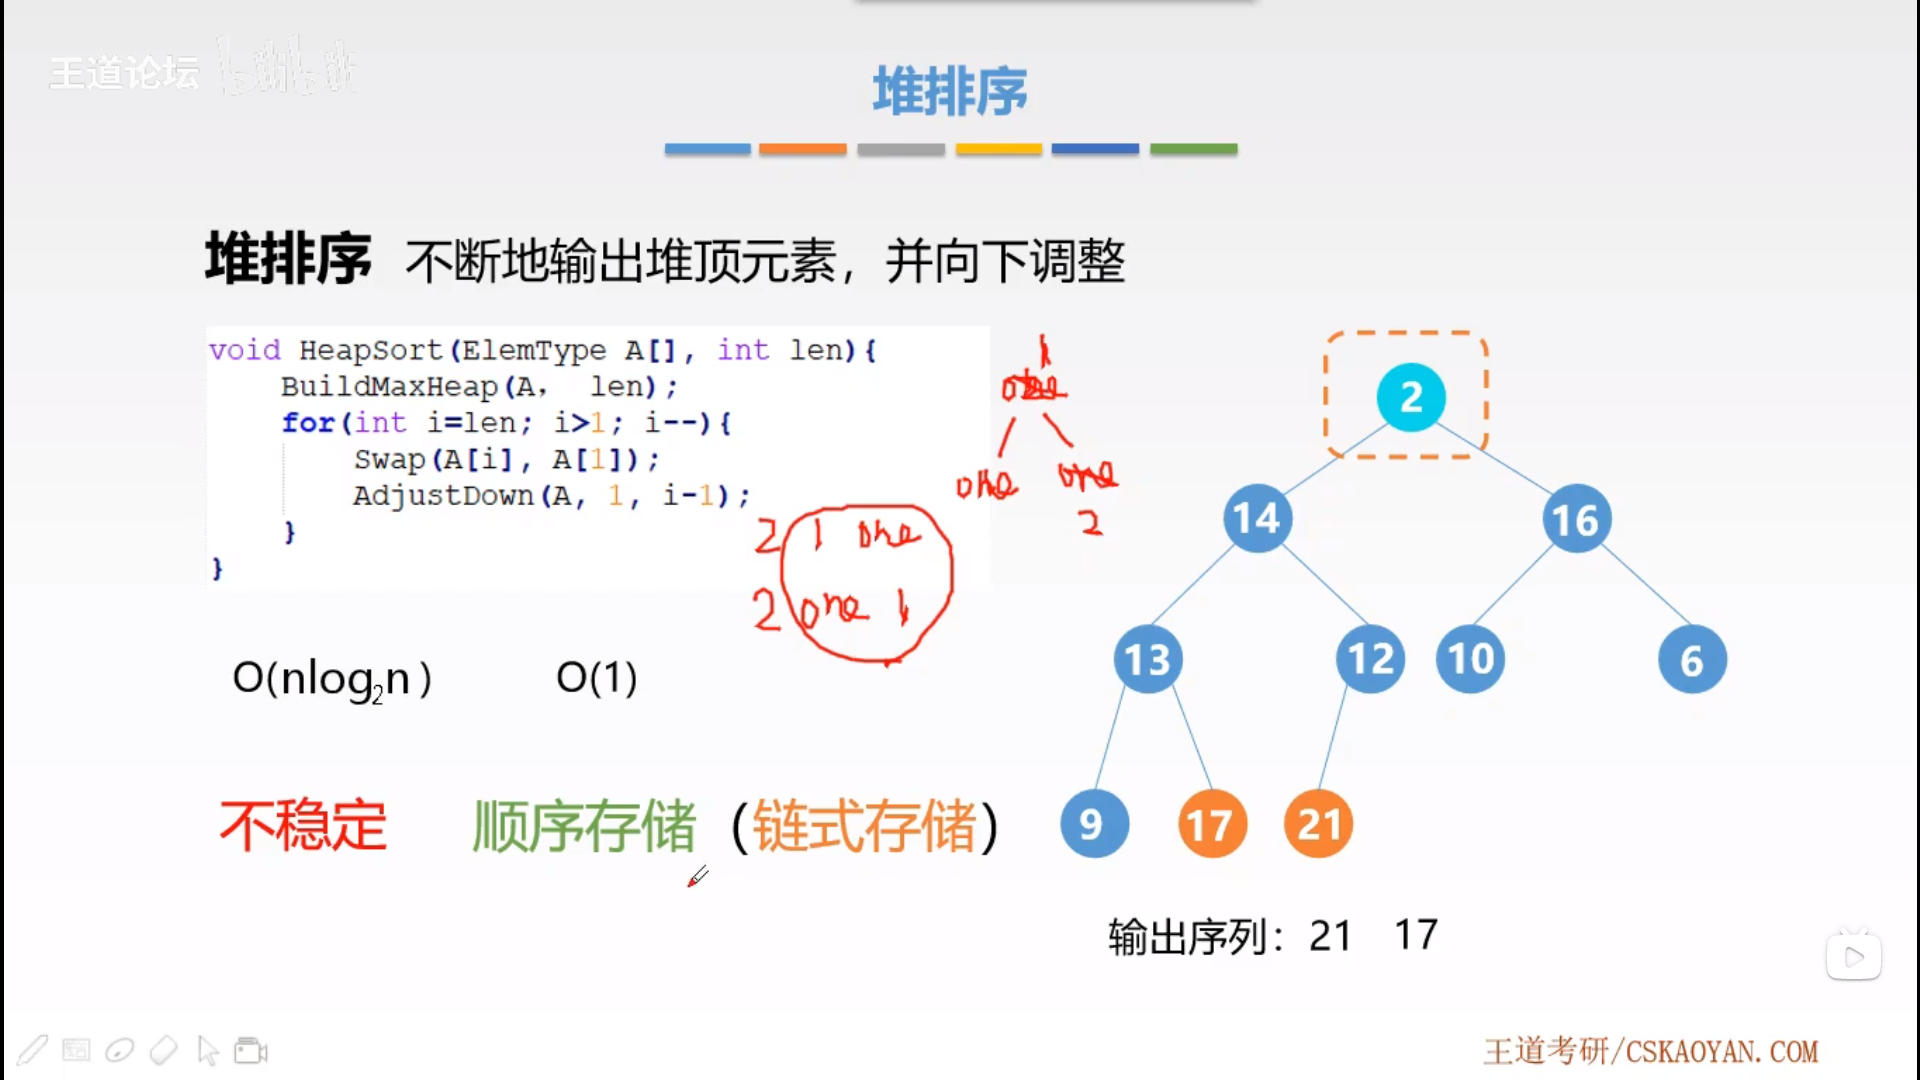 王道论坛 bilibili
堆排序
堆排序 不断地输出堆顶元素，并向下调整
void HeapSort(ElemType A[], int len){
BuildMaxHeap(A, len);
for(int i=len; i>1; i--){
Swap(A[i], A[1]);
AdjustDown(A, 1, i-1);
}
}
1
one one
2
2 1 one
2 one 1
2
14 16
13 12 10 6
9 17 21
O(nlog₂n) O(1)
不稳定 顺序存储（链式存储）
输出序列：21 17
王道考研/CSKAOYAN.COM